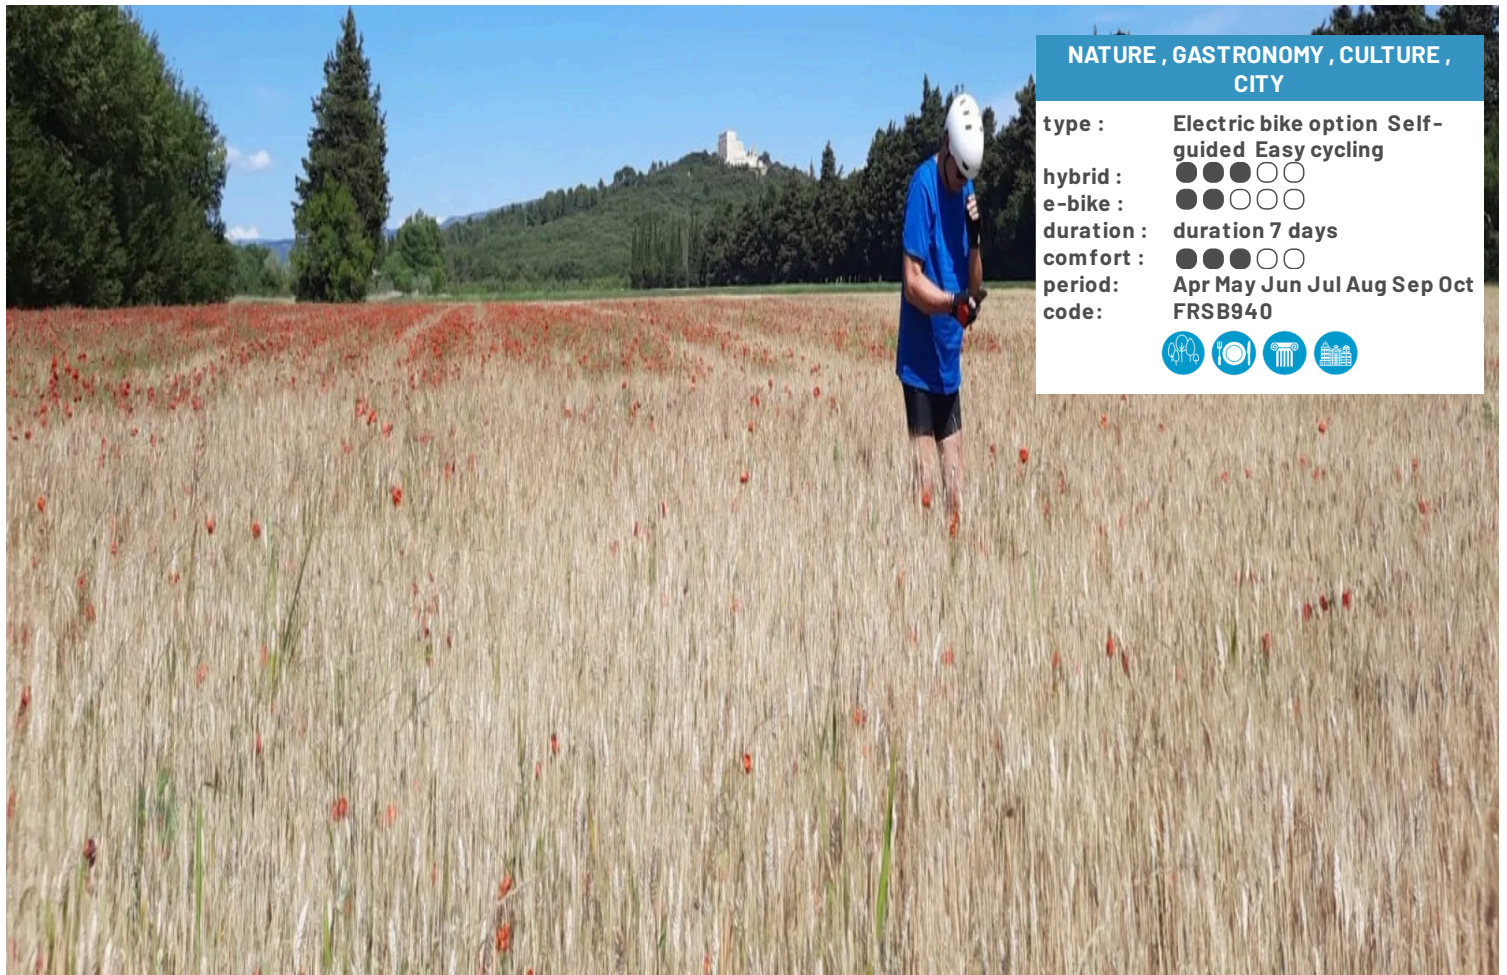 NATURE , GASTRONOMY , CULTURE ,
CITY
type : Electric bike option Self-
guided Easy cycling
hybrid :
e-bike :
duration : duration 7 days
comfort :
period: Apr May Jun Jul Aug Sep Oct
code: FRSB940